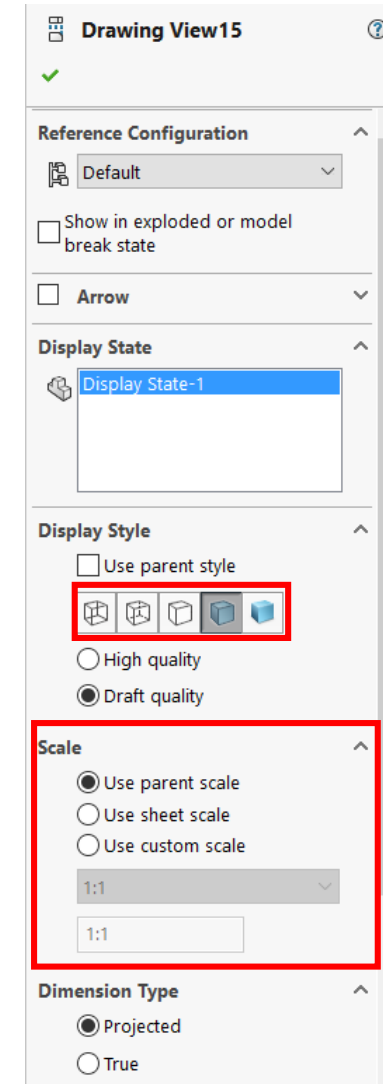 Drawing View15
?
Reference Configuration
Default
Show in exploded or model
break state
Arrow
Display State
Display State-1
Display Style
Use parent style
High quality
Draft quality
Scale
Use parent scale
Use sheet scale
Use custom scale
1:1
1:1
Dimension Type
Projected
True